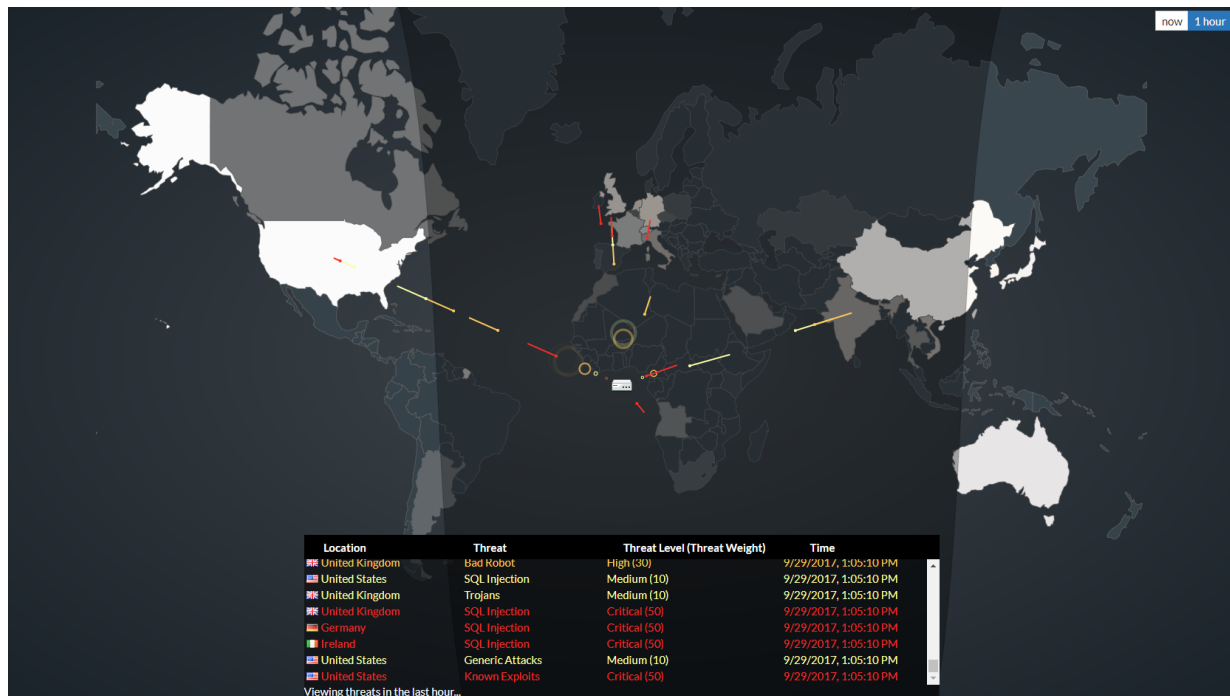 now 1 hour
Location Threat Threat Level (Threat Weight) Time
United Kingdom Bad Robot High (30) 9/29/2017, 1:05:10 PM
United States SQL Injection Medium (10) 9/29/2017, 1:05:10 PM
United Kingdom Trojans Medium (10) 9/29/2017, 1:05:10 PM
United Kingdom SQL Injection Critical (50) 9/29/2017, 1:05:10 PM
Germany SQL Injection Critical (50) 9/29/2017, 1:05:10 PM
Ireland SQL Injection Critical (50) 9/29/2017, 1:05:10 PM
United States Generic Attacks Medium (10) 9/29/2017, 1:05:10 PM
United States Known Exploits Critical (50) 9/29/2017, 1:05:10 PM
Viewing threats in the last hour...